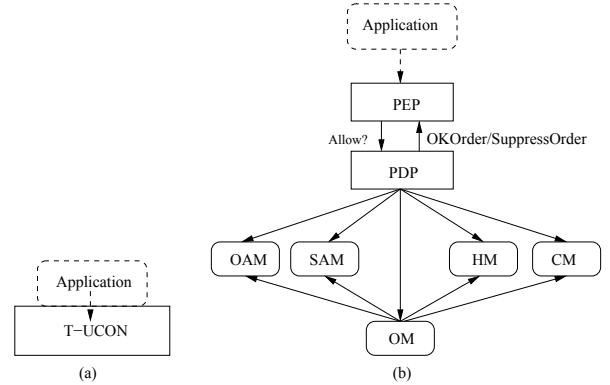 Application
PEP
Allow?
OKOrder/SuppressOrder
PDP
OAM
SAM
HM
CM
OM
(b)
Application
T−UCON
(a)